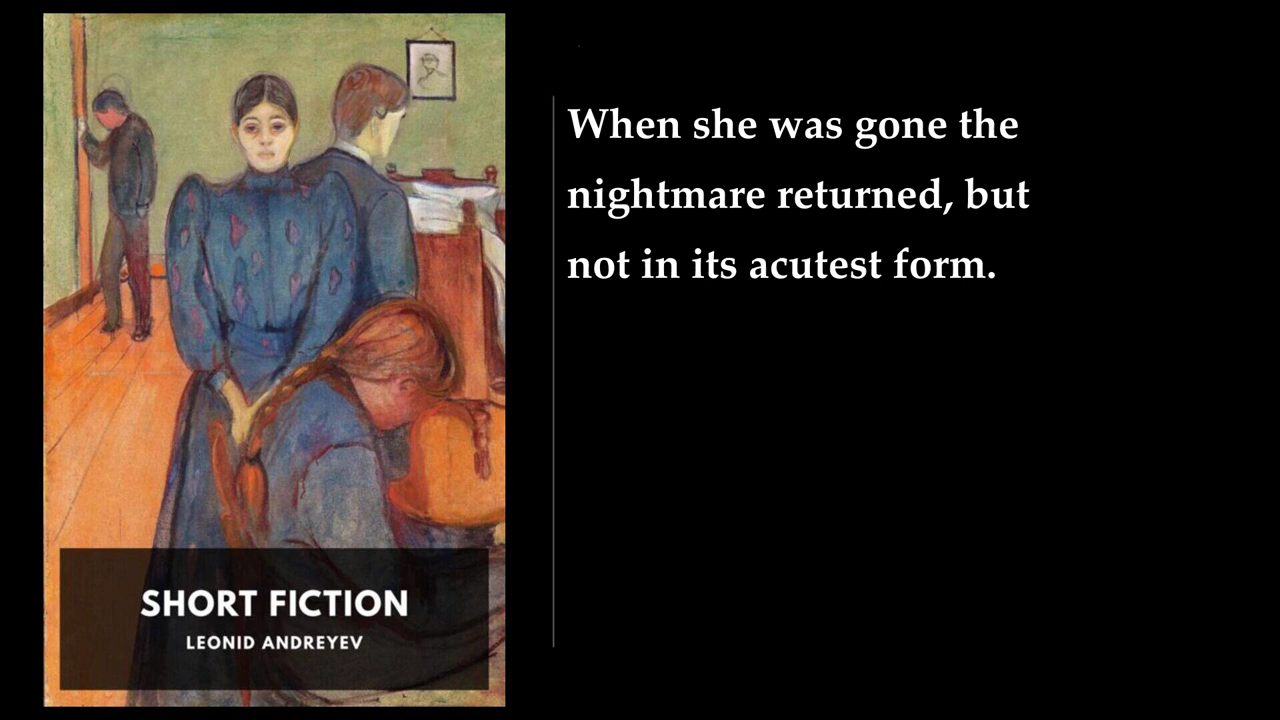 SHORT FICTION
LEONID ANDREYEV
When she was gone the
nightmare returned, but
not in its acutest form.